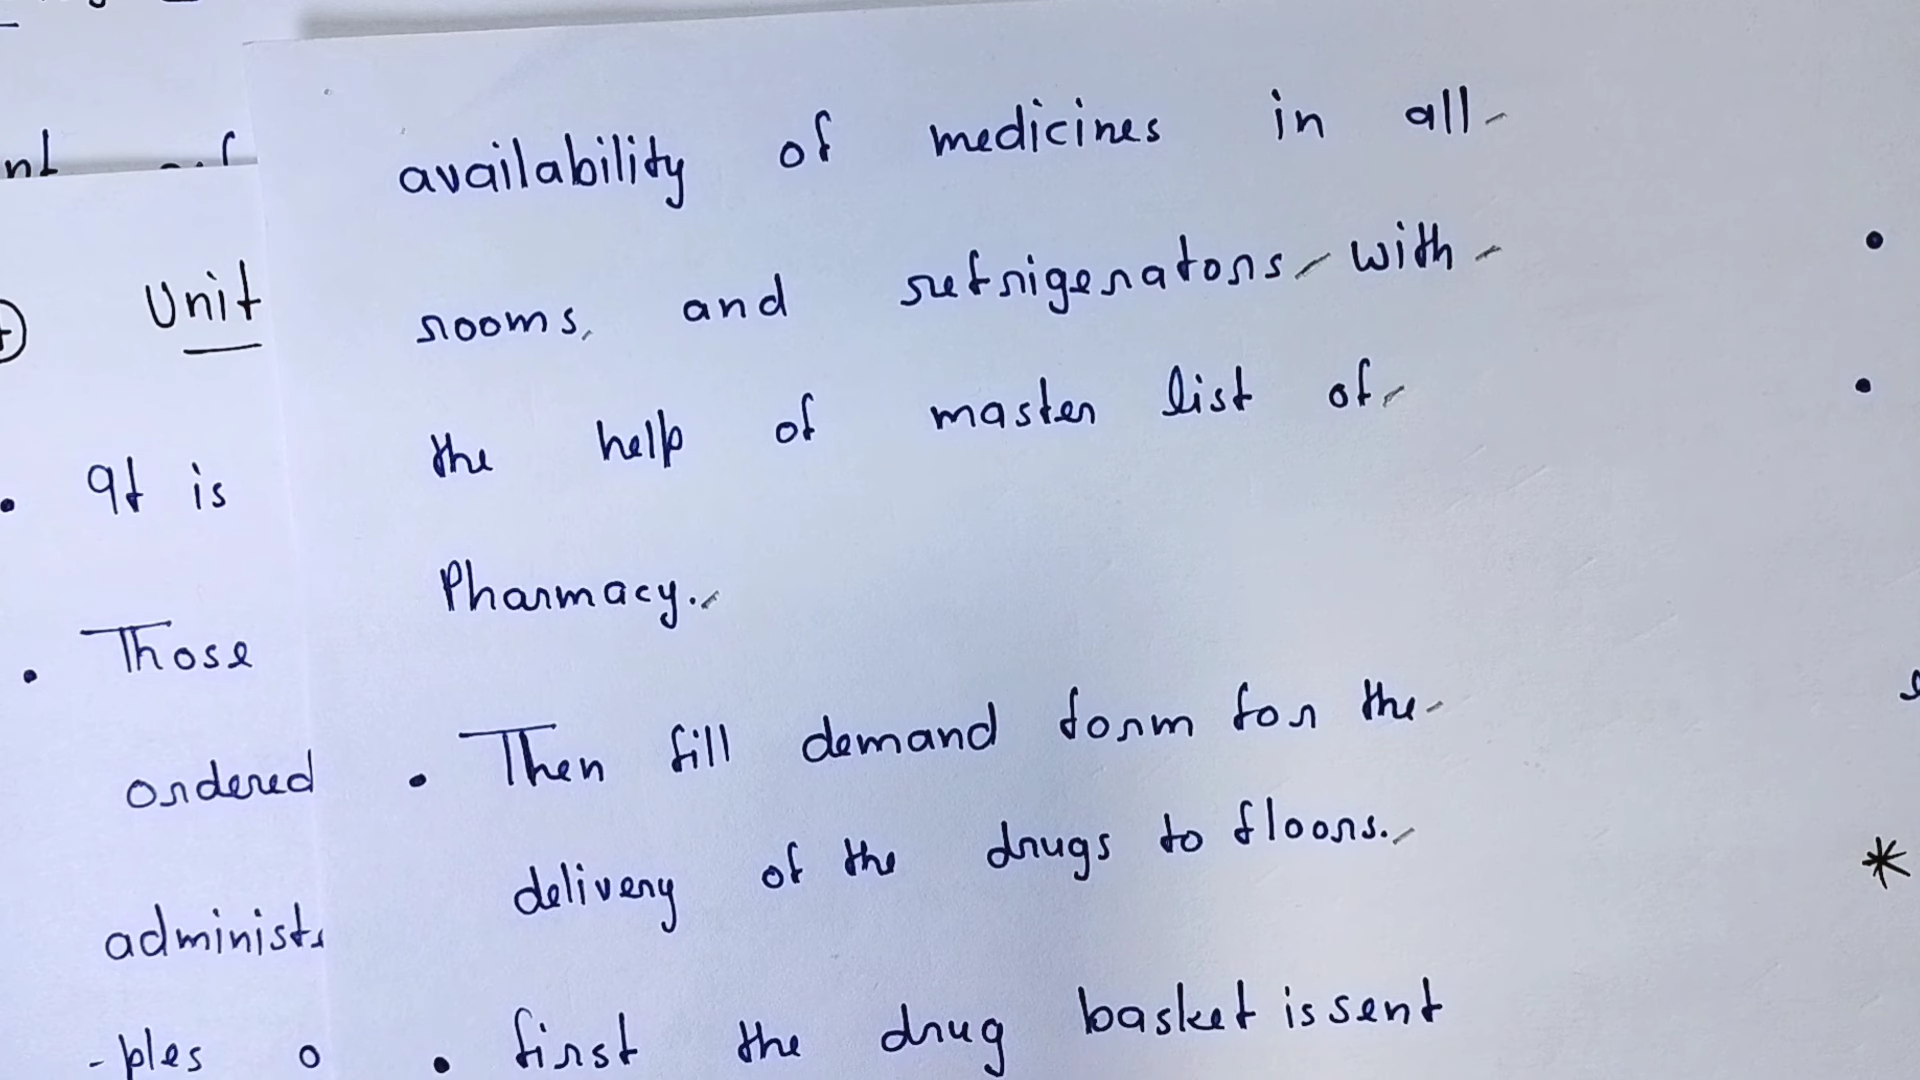 availability of medicines in all
rooms, and refrigerators with
the help of master list of
Pharmacy.
• Then fill demand form for the
delivery of the drugs to floors.
• first the drug basket is sent
Unit
• It is
• Those
ordered
-ples o
*